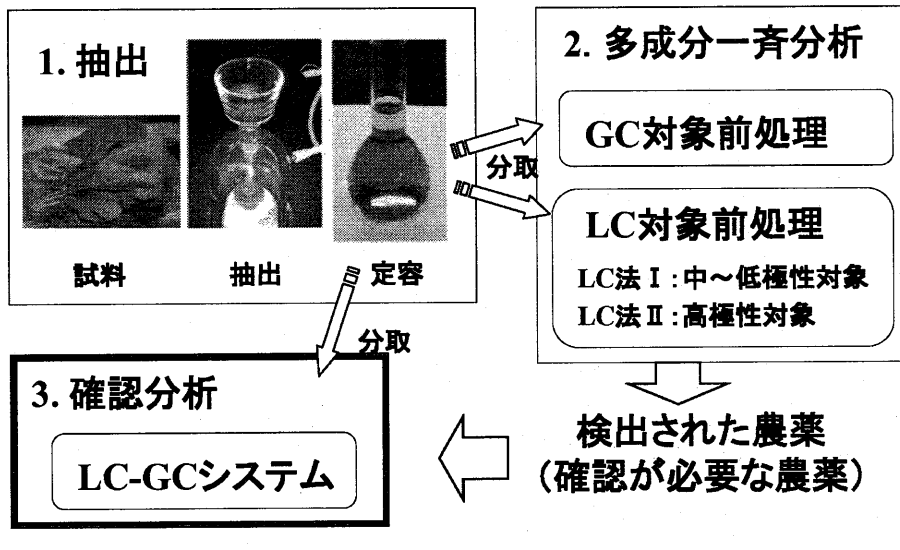 1. 抽出
試料
抽出
定容
分取
分取
2. 多成分一斉分析
GC対象前処理
LC対象前処理
LC法Ⅰ:中～低極性対象
LC法Ⅱ:高極性対象
検出された農薬
(確認が必要な農薬)
3. 確認分析
LC-GCシステム